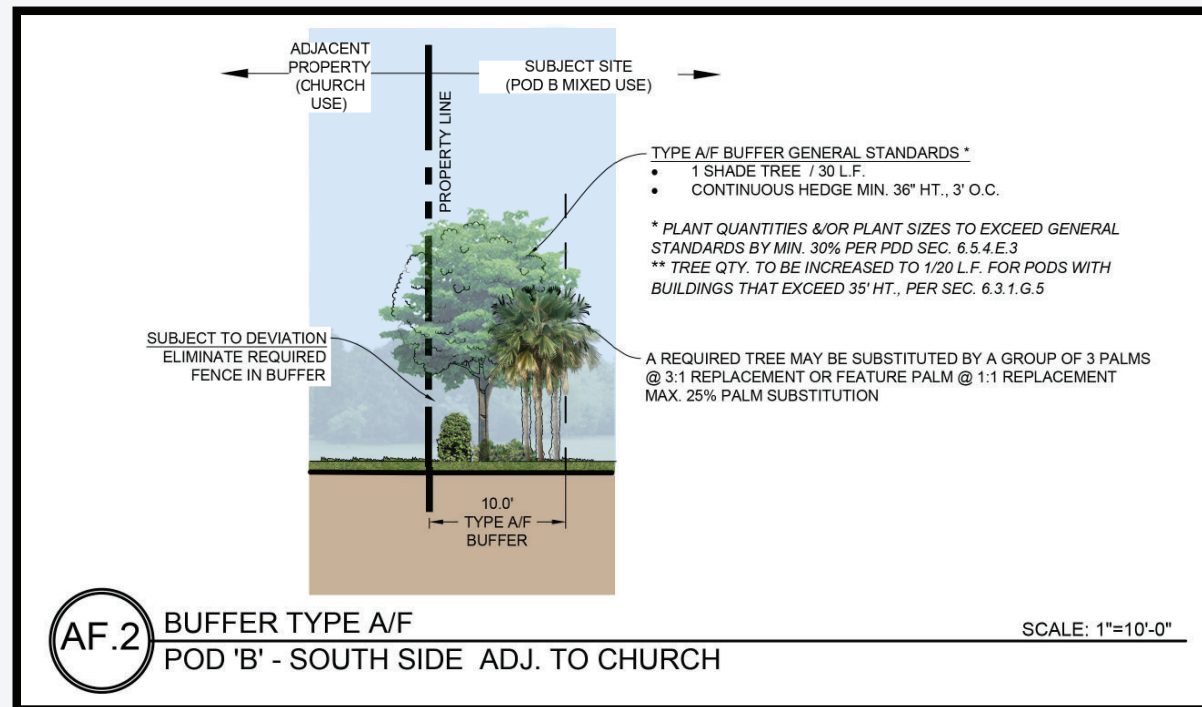 ADJACENT
PROPERTY
(CHURCH
USE)
SUBJECT SITE
(POD B MIXED USE)
PROPERTY LINE
TYPE A/F BUFFER GENERAL STANDARDS *
• 1 SHADE TREE / 30 L.F.
• CONTINUOUS HEDGE MIN. 36" HT., 3' O.C.
* PLANT QUANTITIES &/OR PLANT SIZES TO EXCEED GENERAL
STANDARDS BY MIN. 30% PER PDD SEC. 6.5.4.E.3
** TREE QTY. TO BE INCREASED TO 1/20 L.F. FOR PODS WITH
BUILDINGS THAT EXCEED 35' HT., PER SEC. 6.3.1.G.5
SUBJECT TO DEVIATION
ELIMINATE REQUIRED
FENCE IN BUFFER
A REQUIRED TREE MAY BE SUBSTITUTED BY A GROUP OF 3 PALMS
@ 3:1 REPLACEMENT OR FEATURE PALM @ 1:1 REPLACEMENT
MAX. 25% PALM SUBSTITUTION
10.0'
TYPE A/F
BUFFER
AF.2
BUFFER TYPE A/F
SCALE: 1"=10'-0"
POD 'B' - SOUTH SIDE ADJ. TO CHURCH